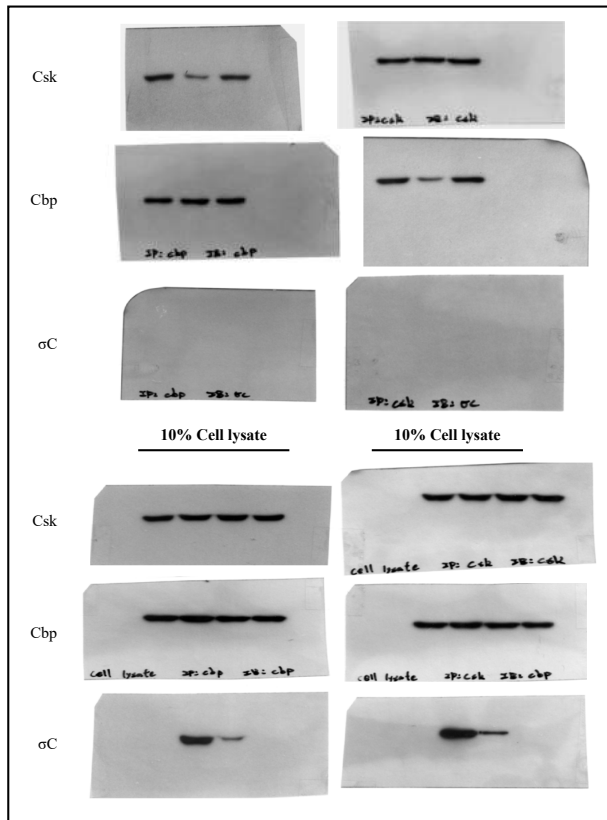 Csk
IP: csk IB: csk
Cbp
IP: cbp IB: cbp
σC
IP: cbp IB: σc
IP: csk IB: σc
10% Cell lysate 10% Cell lysate
Csk
cell lysate IP: csk IB: csk
Cbp
cell lysate IP: cbp IB: cbp
cell lysate IP: csk IB: cbp
σC